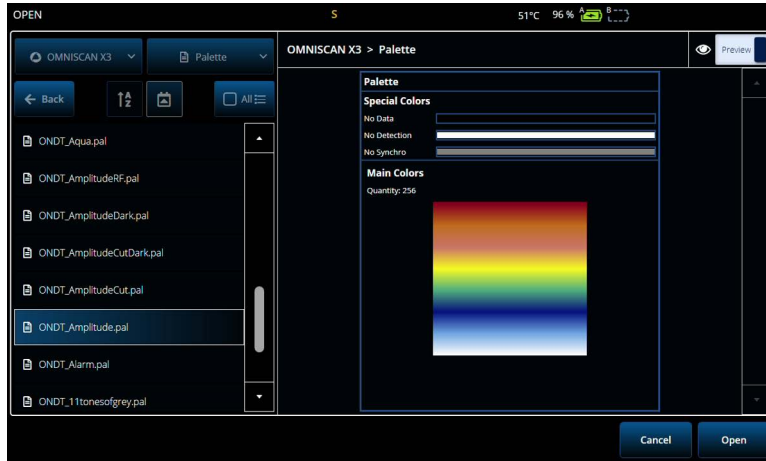 OPEN
S
51°C 96 % A B
OMNISCAN X3
Palette
OMNISCAN X3 > Palette
Preview
Back
A Z
All
ONDT_Aqua.pal
ONDT_AmplitudeRF.pal
ONDT_AmplitudeDark.pal
ONDT_AmplitudeCutDark.pal
ONDT_AmplitudeCut.pal
ONDT_Amplitude.pal
ONDT_Alarm.pal
ONDT_11tonesofgrey.pal
Palette
Special Colors
No Data
No Detection
No Synchro
Main Colors
Quantity: 256
Cancel
Open